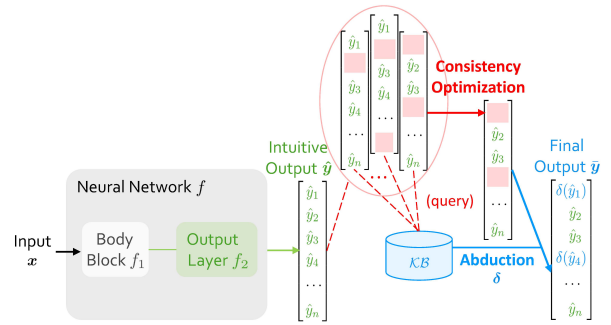 Neural Network f
Input
x
Body
Block f₁
Output
Layer f₂
Intuitive
Output ŷ
ŷ₁
ŷ₂
ŷ₃
ŷ₄
...
ŷₙ
ŷ₁
ŷ₃
ŷ₄
...
ŷₙ
ŷ₁
ŷ₃
ŷ₄
...
ŷ₂
ŷ₃
...
ŷₙ
...
(query)
KB
Consistency
Optimization
ŷ₂
ŷ₃
...
ŷₙ
Abduction
δ
Final
Output ȳ
δ(ŷ₁)
ŷ₂
ŷ₃
δ(ŷ₄)
...
ŷₙ